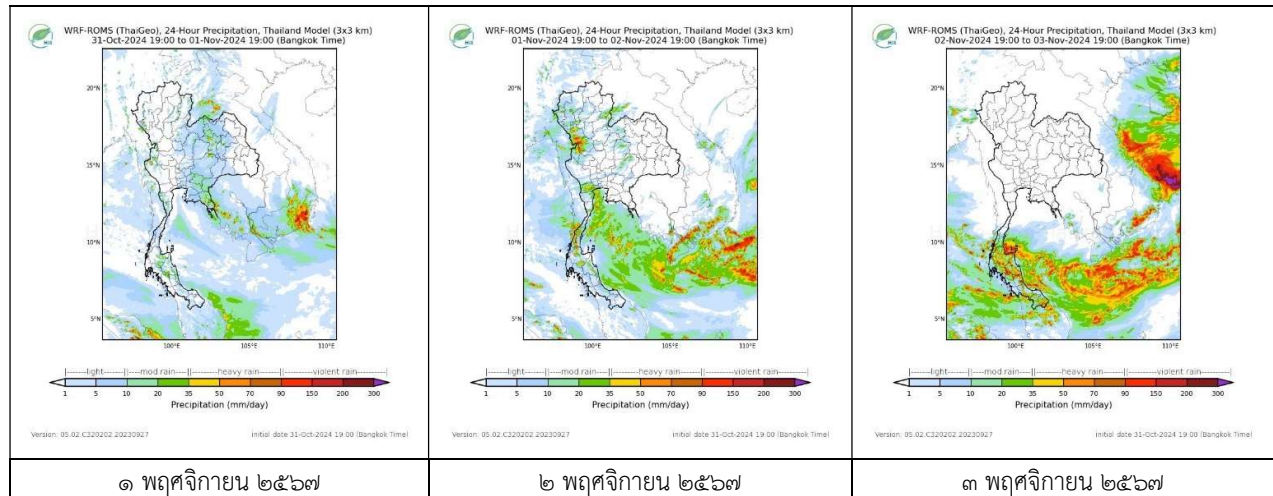 WRF-ROMS (ThaiGeo), 24-Hour Precipitation, Thailand Model (3x3 km)
31-Oct-2024 19:00 to 01-Nov-2024 19:00 (Bangkok Time)
20°N
15°N
10°N
5°N
100°E
105°E
110°E
|--------light--------||----mod rain----||--------heavy rain--------||--------violent rain--------|
1 5 10 20 35 50 70 90 150 200 300
Precipitation (mm/day)
Version: 05.02.C320202.20230927
initial date 31-Oct-2024 19:00 (Bangkok Time)
๑ พฤศจิกายน ๒๕๖๗
WRF-ROMS (ThaiGeo), 24-Hour Precipitation, Thailand Model (3x3 km)
01-Nov-2024 19:00 to 02-Nov-2024 19:00 (Bangkok Time)
20°N
15°N
10°N
5°N
100°E
105°E
110°E
|--------light--------||----mod rain----||--------heavy rain--------||--------violent rain--------|
1 5 10 20 35 50 70 90 150 200 300
Precipitation (mm/day)
Version: 05.02.C320202.20230927
initial date 31-Oct-2024 19:00 (Bangkok Time)
๒ พฤศจิกายน ๒๕๖๗
WRF-ROMS (ThaiGeo), 24-Hour Precipitation, Thailand Model (3x3 km)
02-Nov-2024 19:00 to 03-Nov-2024 19:00 (Bangkok Time)
20°N
15°N
10°N
5°N
100°E
105°E
110°E
|--------light--------||----mod rain----||--------heavy rain--------||--------violent rain--------|
1 5 10 20 35 50 70 90 150 200 300
Precipitation (mm/day)
Version: 05.02.C320202.20230927
initial date 31-Oct-2024 19:00 (Bangkok Time)
๓ พฤศจิกายน ๒๕๖๗